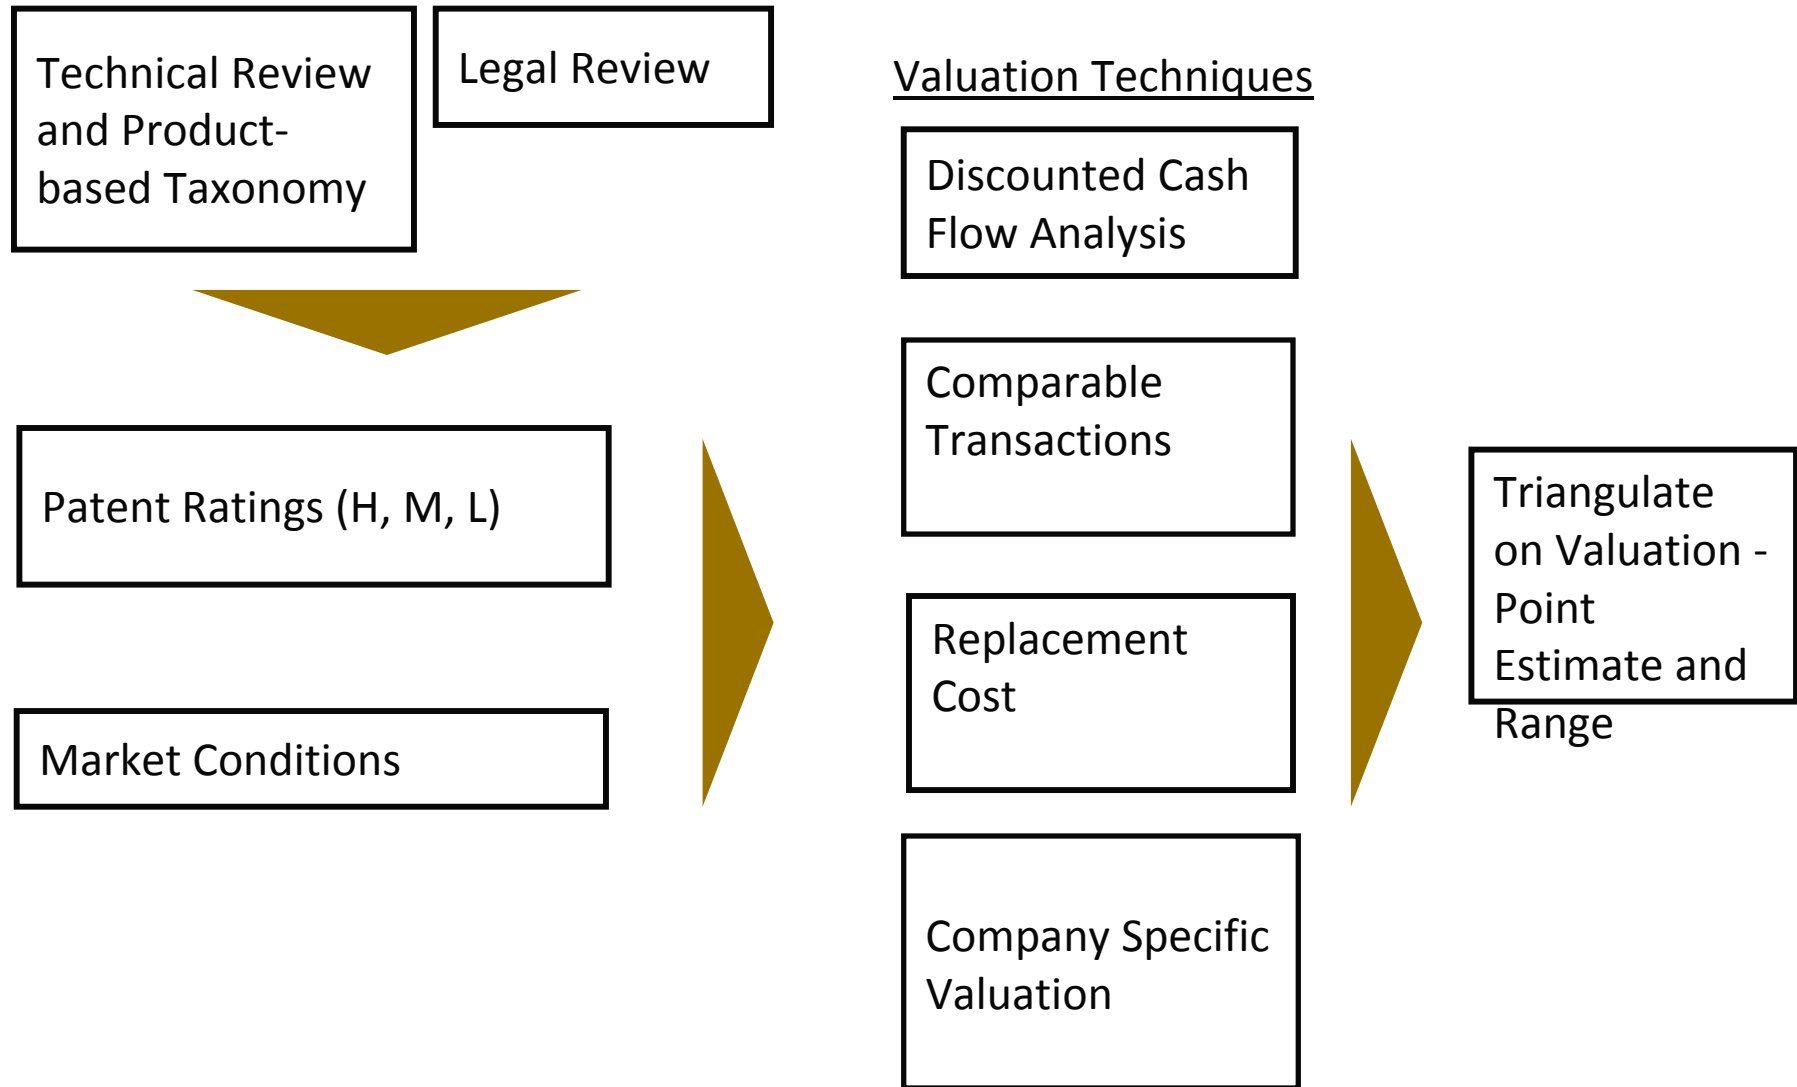 Technical Review
and Product-
based Taxonomy
Legal Review
Patent Ratings (H, M, L)
Market Conditions
Valuation Techniques
Discounted Cash
Flow Analysis
Comparable
Transactions
Replacement
Cost
Company Specific
Valuation
Triangulate
on Valuation -
Point
Estimate and
Range